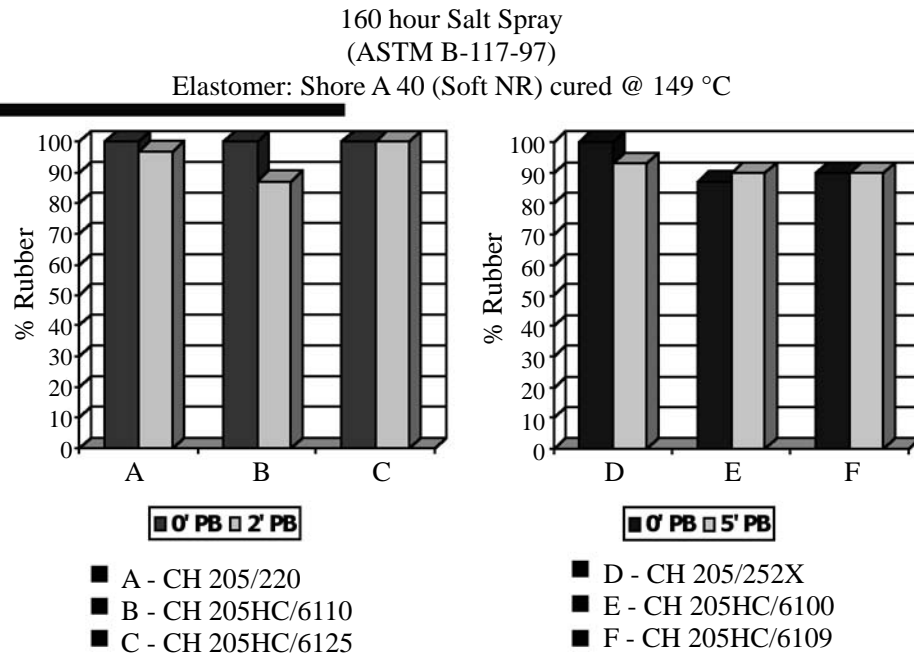 160 hour Salt Spray
(ASTM B-117-97)
Elastomer: Shore A 40 (Soft NR) cured @ 149 °C
% Rubber
100
90
80
70
60
50
40
30
20
10
0
A B C
0' PB 2' PB
A - CH 205/220
B - CH 205HC/6110
C - CH 205HC/6125
% Rubber
100
90
80
70
60
50
40
30
20
10
0
D E F
0' PB 5' PB
D - CH 205/252X
E - CH 205HC/6100
F - CH 205HC/6109